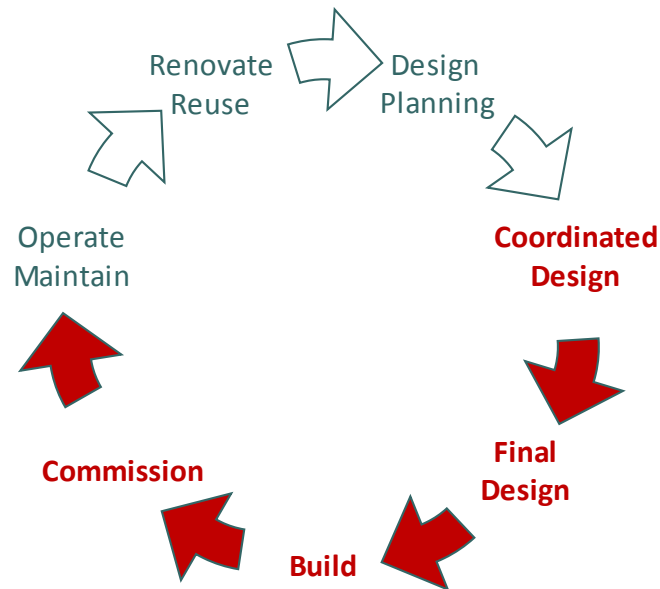 Renovate
Reuse
Design
Planning
Coordinated
Design
Final
Design
Build
Commission
Operate
Maintain